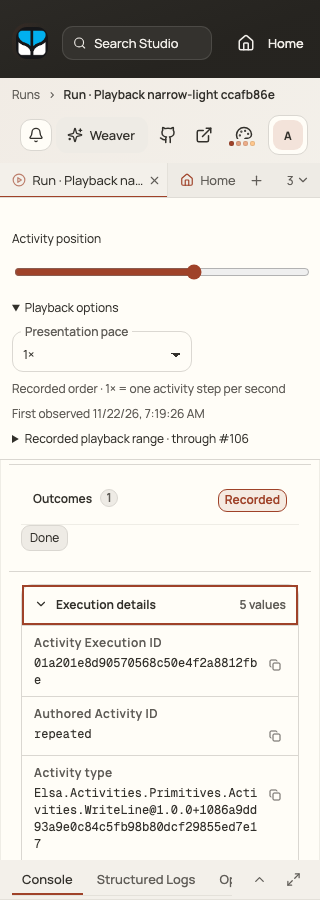 Search Studio
Home
Runs > Run · Playback narrow-light ccafb86e
Weaver
A
Run · Playback na...
Home
3
Activity position
Playback options
Presentation pace
1×
Recorded order · 1× = one activity step per second
First observed 11/22/26, 7:19:26 AM
Recorded playback range · through #106
Outcomes 1 Recorded
Done
Execution details 5 values
Activity Execution ID
01a201e8d90570568c50e4f2a8812fb
e
Authored Activity ID
repeated
Activity type
Elsa.Activities.Primitives.Acti
vities.WriteLine@1.0.0+1086a9dd
93a9e0c84c5fb98b80dcf29855ed7e1
7
Console Structured Logs